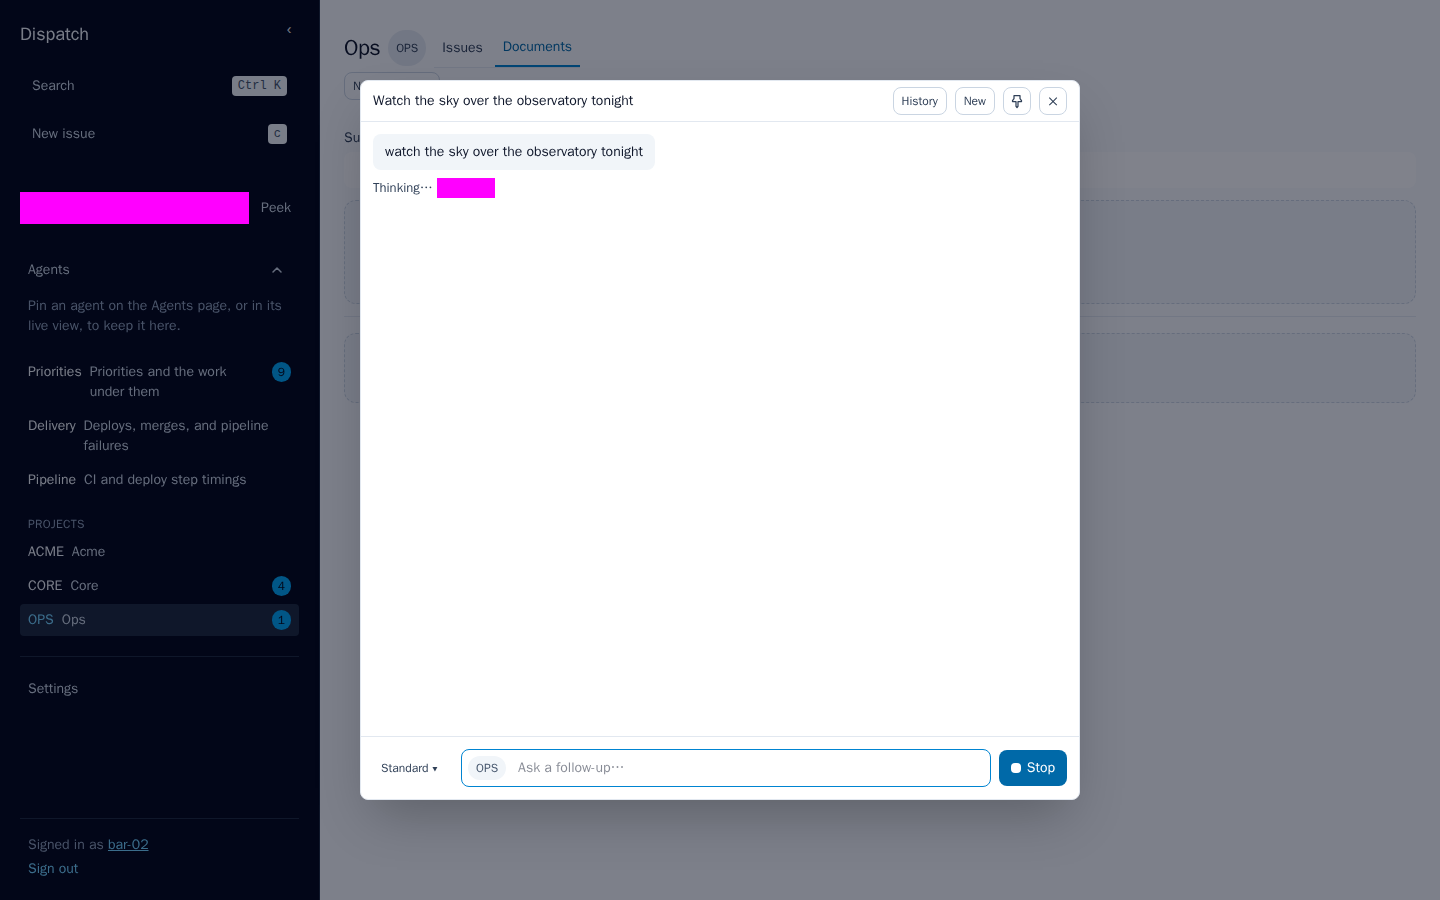 Dispatch
Search
Ctrl K
New issue
C
Peek
Agents
Pin an agent on the Agents page, or in its
live view, to keep it here.
Priorities Priorities and the work
under them
9
Delivery Deploys, merges, and pipeline
failures
Pipeline CI and deploy step timings
PROJECTS
ACME Acme
CORE Core 4
OPS Ops 1
Settings
Signed in as bar-02
Sign out
Ops OPS Issues Documents
Watch the sky over the observatory tonight
History New
watch the sky over the observatory tonight
Thinking…
Standard
OPS Ask a follow-up…
Stop